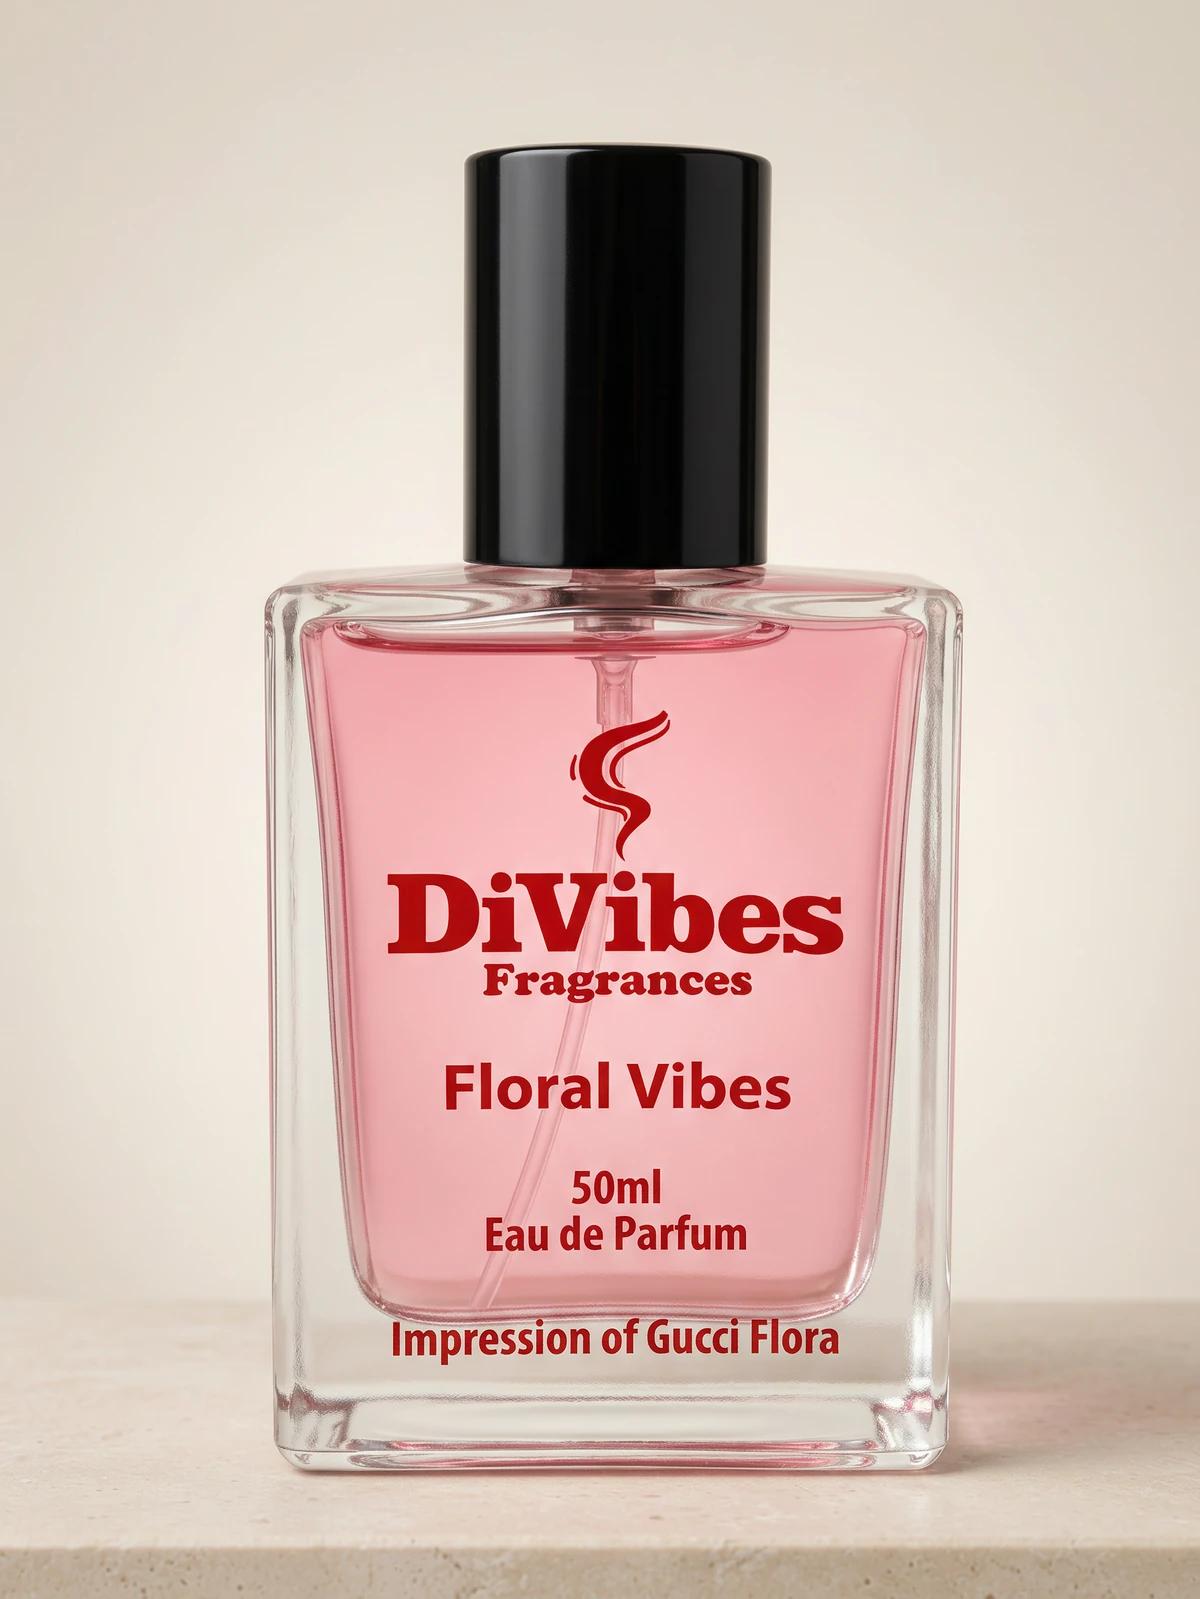 DiVibes
Fragrances
Floral Vibes
50ml
Eau de Parfum
Impression of Gucci Flora